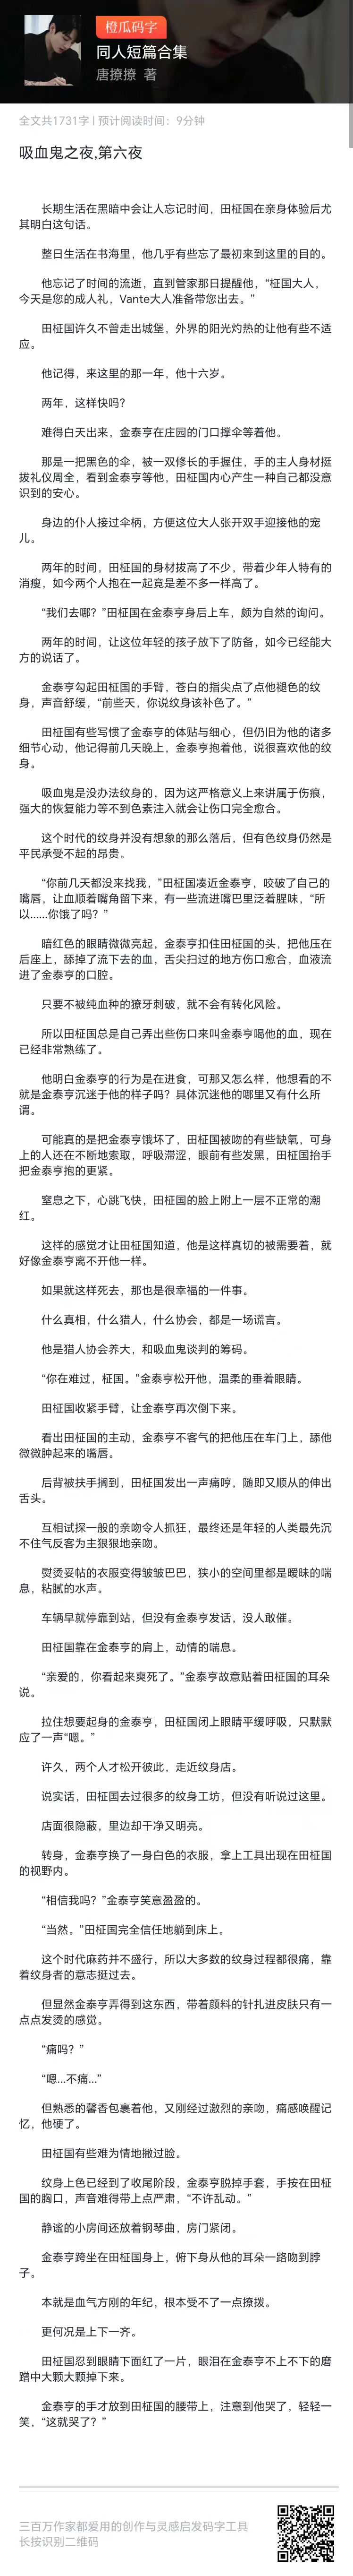 橙瓜码字
同人短篇合集
唐撩撩 著
全文共1731字 | 预计阅读时间：9分钟
吸血鬼之夜,第六夜
长期生活在黑暗中会让人忘记时间，田柾国在亲身体验后尤
其明白这句话。
整日生活在书海里，他几乎有些忘了最初来到这里的目的。
他忘记了时间的流逝，直到管家那日提醒他，“柾国大人，
今天是您的成人礼，Vante大人准备带您出去。”
田柾国许久不曾走出城堡，外界的阳光灼热的让他有些不适
应。
他记得，来这里的那一年，他十六岁。
两年，这样快吗？
难得白天出来，金泰亨在庄园的门口撑伞等着他。
那是一把黑色的伞，被一双修长的手握住，手的主人身材挺
拔礼仪周全，看到金泰亨等他，田柾国内心产生一种自己都没意
识到的安心。
身边的仆人接过伞柄，方便这位大人张开双手迎接他的宠
儿。
两年的时间，田柾国的身材拔高了不少，带着少年人特有的
消瘦，如今两个人抱在一起竟是差不多一样高了。
“我们去哪？”田柾国在金泰亨身后上车，颇为自然的询问。
两年的时间，让这位年轻的孩子放下了防备，如今已经能大
方的说话了。
金泰亨勾起田柾国的手臂，苍白的指尖点了点他褪色的纹
身，声音舒缓，“前些天，你说纹身该补色了。”
田柾国有些写惯了金泰亨的体贴与细心，但仍旧为他的诸多
细节心动，他记得前几天晚上，金泰亨抱着他，说很喜欢他的纹
身。
吸血鬼是没办法纹身的，因为这严格意义上来讲属于伤痕，
强大的恢复能力等不到色素注入就会让伤口完全愈合。
这个时代的纹身并没有想象的那么落后，但有色纹身仍然是
平民承受不起的昂贵。
“你前几天都没来找我，”田柾国凑近金泰亨，咬破了自己的
嘴唇，让血顺着嘴角留下来，有一些流进嘴巴里泛着腥味，“所
以......你饿了吗？”
暗红色的眼睛微微亮起，金泰亨扣住田柾国的头，把他压在
后座上，舔掉了流下去的血，舌尖扫过的地方伤口愈合，血液流
进了金泰亨的口腔。
只要不被纯血种的獠牙刺破，就不会有转化风险。
所以田柾国总是自己弄出些伤口来叫金泰亨喝他的血，现在
已经非常熟练了。
他明白金泰亨的行为是在进食，可那又怎么样，他想看的不
就是金泰亨沉迷于他的样子吗？具体沉迷他的哪里又有什么所
谓。
可能真的是把金泰亨饿坏了，田柾国被吻的有些缺氧，可身
上的人还在不断地索取，呼吸滞涩，眼前有些发黑，田柾国抬手
把金泰亨抱的更紧。
窒息之下，心跳飞快，田柾国的脸上附上一层不正常的潮
红。
这样的感觉才让田柾国知道，他是这样真切的被需要着，就
好像金泰亨离不开他一样。
如果就这样死去，那也是很幸福的一件事。
什么真相，什么猎人，什么协会，都是一场谎言。
他是猎人协会养大，和吸血鬼谈判的筹码。
“你在难过，柾国。”金泰亨松开他，温柔的垂着眼睛。
田柾国收紧手臂，让金泰亨再次倒下来。
看出田柾国的主动，金泰亨不客气的把他压在车门上，舔他
微微肿起来的嘴唇。
后背被扶手搁到，田柾国发出一声痛哼，随即又顺从的伸出
舌头。
互相试探一般的亲吻令人抓狂，最终还是年轻的人类最先沉
不住气反客为主狠狠地亲吻。
熨烫妥帖的衣服变得皱皱巴巴，狭小的空间里都是暧昧的喘
息，粘腻的水声。
车辆早就停靠到站，但没有金泰亨发话，没人敢催。
田柾国靠在金泰亨的肩上，动情的喘息。
“亲爱的，你看起来爽死了。”金泰亨故意贴着田柾国的耳朵
说。
拉住想要起身的金泰亨，田柾国闭上眼睛平缓呼吸，只默默
应了一声“嗯。”
许久，两个人才松开彼此，走近纹身店。
说实话，田柾国去过很多的纹身工坊，但没有听说过这里。
店面很隐蔽，里边却干净又明亮。
转身，金泰亨换了一身白色的衣服，拿上工具出现在田柾国
的视野内。
“相信我吗？”金泰亨笑意盈盈的。
“当然。”田柾国完全信任地躺到床上。
这个时代麻药并不盛行，所以大多数的纹身过程都很痛，靠
着纹身者的意志挺过去。
但显然金泰亨弄得到这东西，带着颜料的针扎进皮肤只有一
点点发烫的感觉。
“痛吗？”
“嗯...不痛...”
但熟悉的馨香包裹着他，又刚经过激烈的亲吻，痛感唤醒记
忆，他硬了。
田柾国有些难为情地撇过脸。
纹身上色已经到了收尾阶段，金泰亨脱掉手套，手按在田柾
国的胸口，声音难得带上点严肃，“不许乱动。”
静谧的小房间还放着钢琴曲，房门紧闭。
金泰亨跨坐在田柾国身上，俯下身从他的耳朵一路吻到脖
子。
本就是血气方刚的年纪，根本受不了一点撩拨。
更何况是上下一齐。
田柾国忍到眼睛下面红了一片，眼泪在金泰亨不上不下的磨
蹭中大颗大颗掉下来。
金泰亨的手才放到田柾国的腰带上，注意到他哭了，轻轻一
笑，“这就哭了？”
三百万作家都爱用的创作与灵感启发码字工具
长按识别二维码